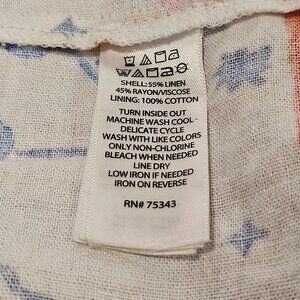 SHELL: 55% LINEN
45% RAYON/VISCOSE
LINING: 100% COTTON
TURN INSIDE OUT
MACHINE WASH COOL -
DELICATE CYCLE
WASH WITH LIKE COLORS
ONLY NON-CHLORINE
BLEACH WHEN NEEDED
LINE DRY
LOW IRON IF NEEDED
IRON ON REVERSE
RN# 75343